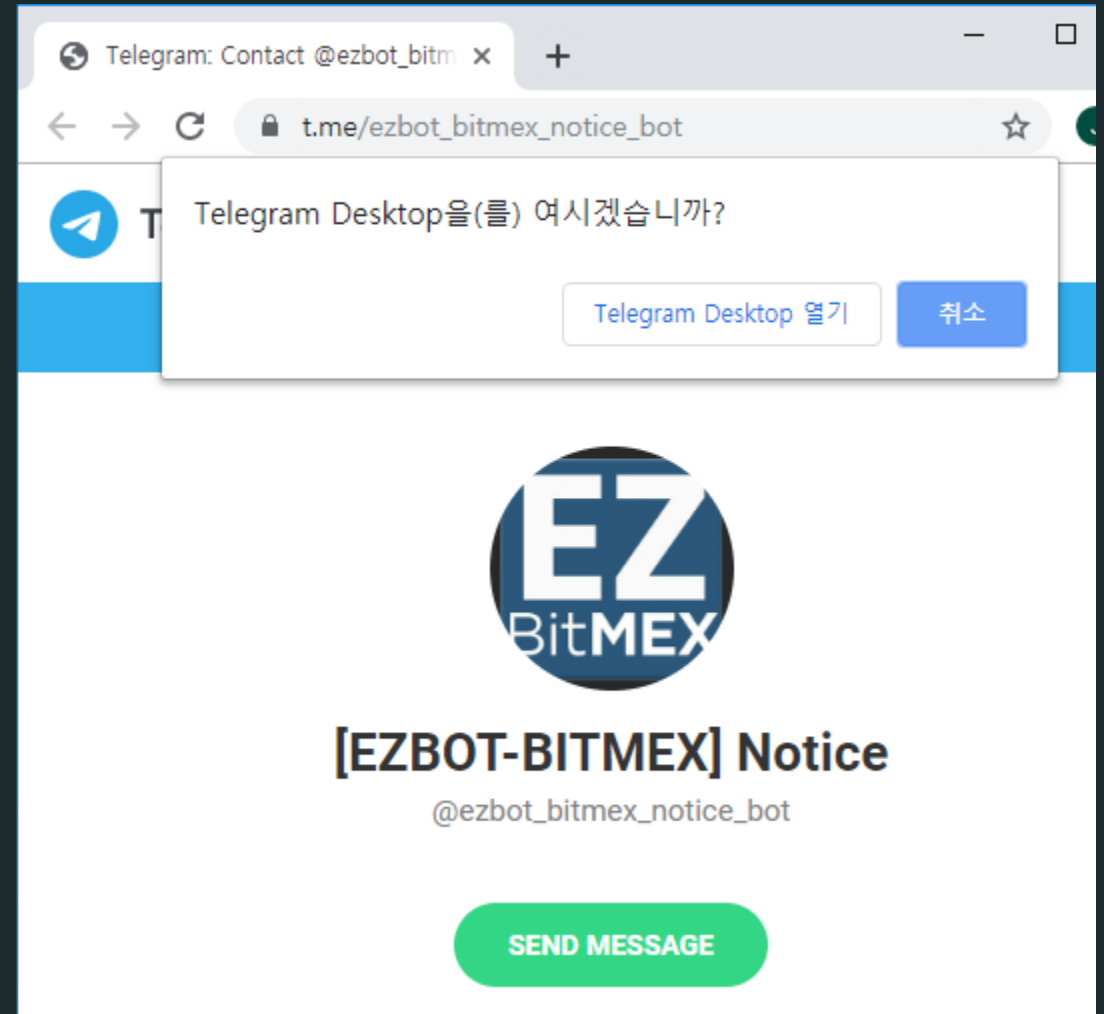 Telegram: Contact @ezbot_bitm
t.me/ezbot_bitmex_notice_bot
T
Telegram Desktop을(를) 여시겠습니까?
Telegram Desktop 열기
취소
EZ
BitMEX
[EZBOT-BITMEX] Notice
@ezbot_bitmex_notice_bot
SEND MESSAGE